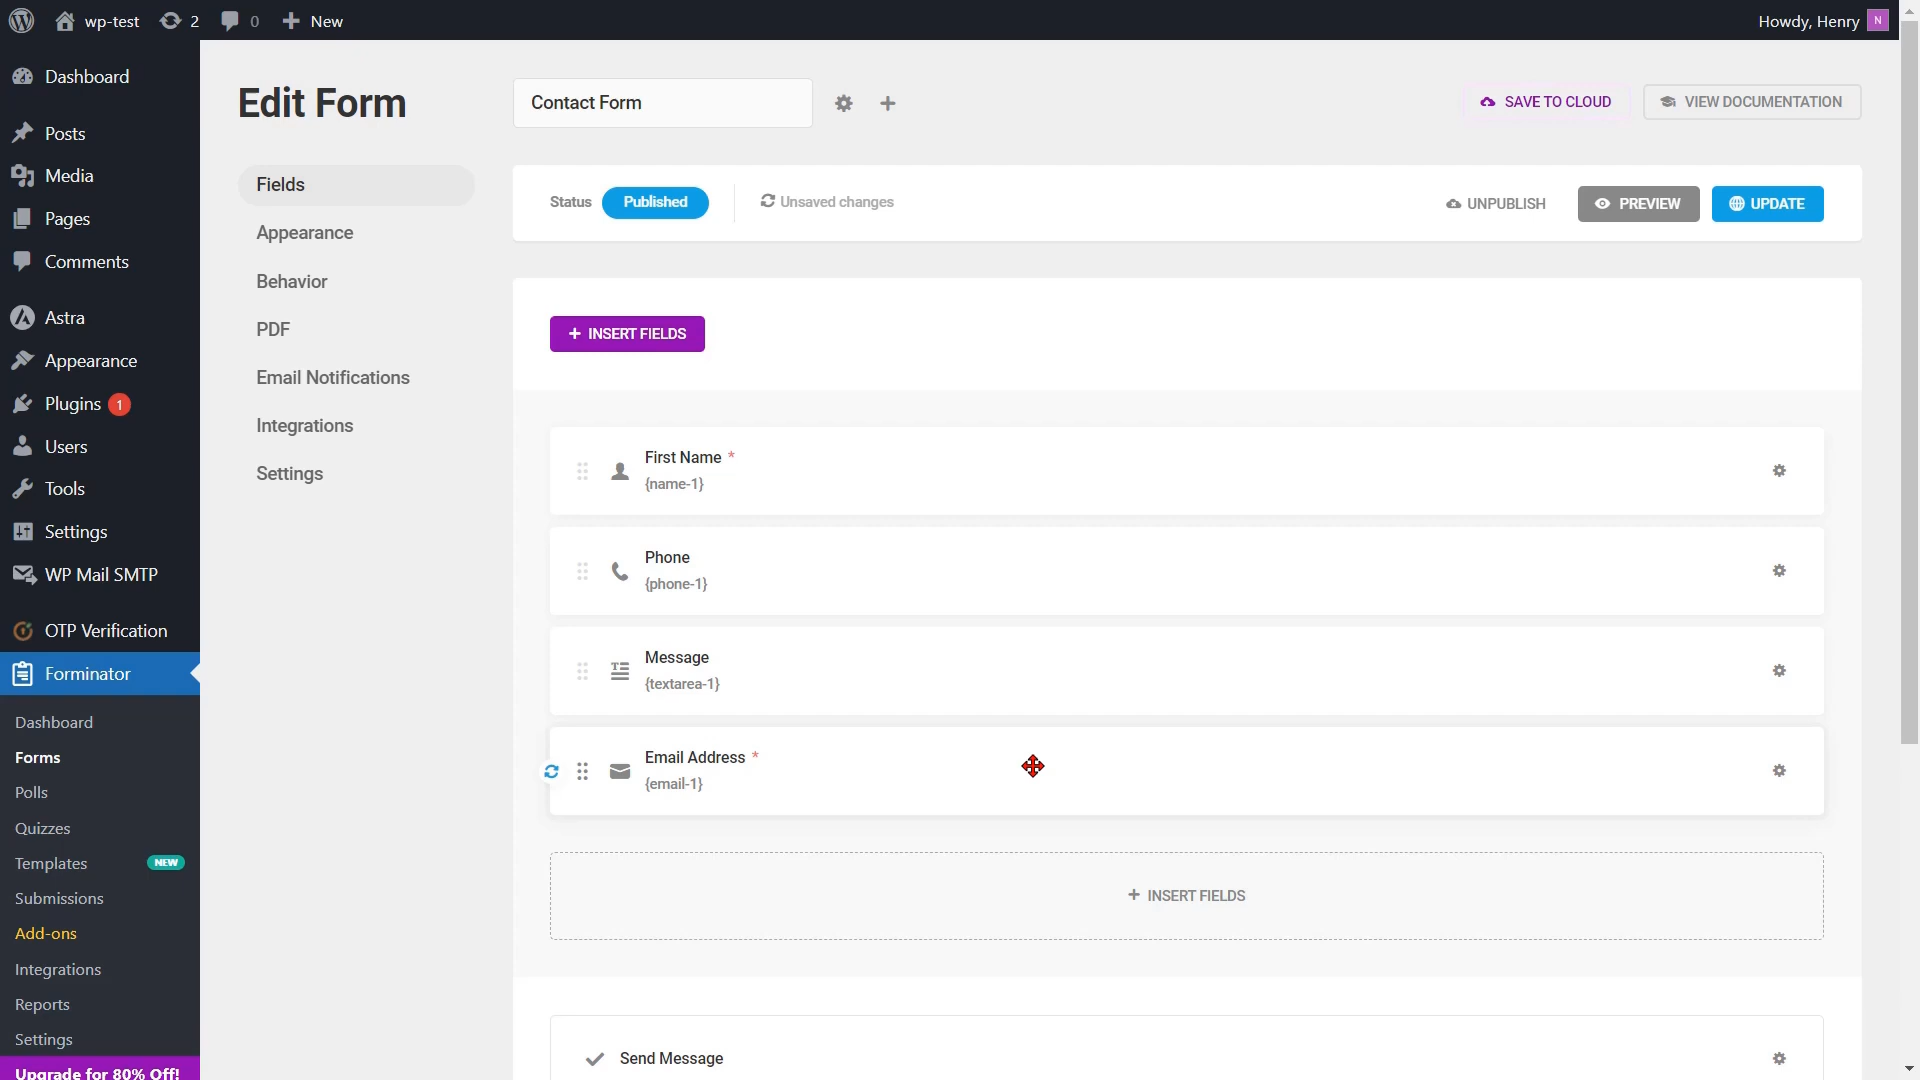 wp-test
2
0
New
Howdy, Henry
N
Dashboard
Posts
Media
Pages
Comments
Astra
Appearance
Plugins 1
Users
Tools
Settings
WP Mail SMTP
OTP Verification
Forminator
Dashboard
Forms
Polls
Quizzes
Templates NEW
Submissions
Add-ons
Integrations
Reports
Settings
Upgrade for 80% Off!
Edit Form
Contact Form
SAVE TO CLOUD
VIEW DOCUMENTATION
Fields
Appearance
Behavior
PDF
Email Notifications
Integrations
Settings
Status Published
Unsaved changes
UNPUBLISH
PREVIEW
UPDATE
+ INSERT FIELDS
First Name *
{name-1}
Phone
{phone-1}
Message
{textarea-1}
Email Address *
{email-1}
+ INSERT FIELDS
Send Message